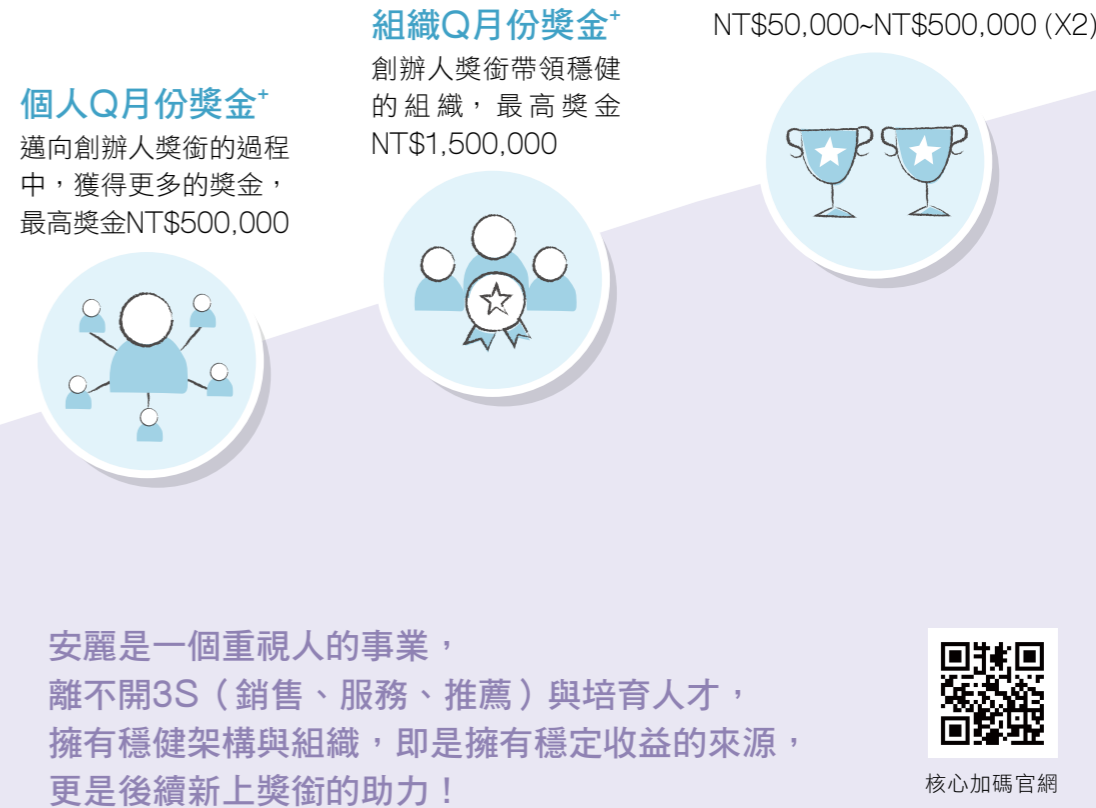 個人Q月份獎金+
邁向創辦人獎銜的過程
中，獲得更多的獎金，
最高獎金NT$500,000
組織Q月份獎金+
創辦人獎銜帶領穩健
的組織，最高獎金
NT$1,500,000
NT$50,000~NT$500,000 (X2)
安麗是一個重視人的事業，
離不開3S（銷售、服務、推薦）與培育人才，
擁有穩健架構與組織，即是擁有穩定收益的來源，
更是後續新上獎銜的助力！
核心加碼官網